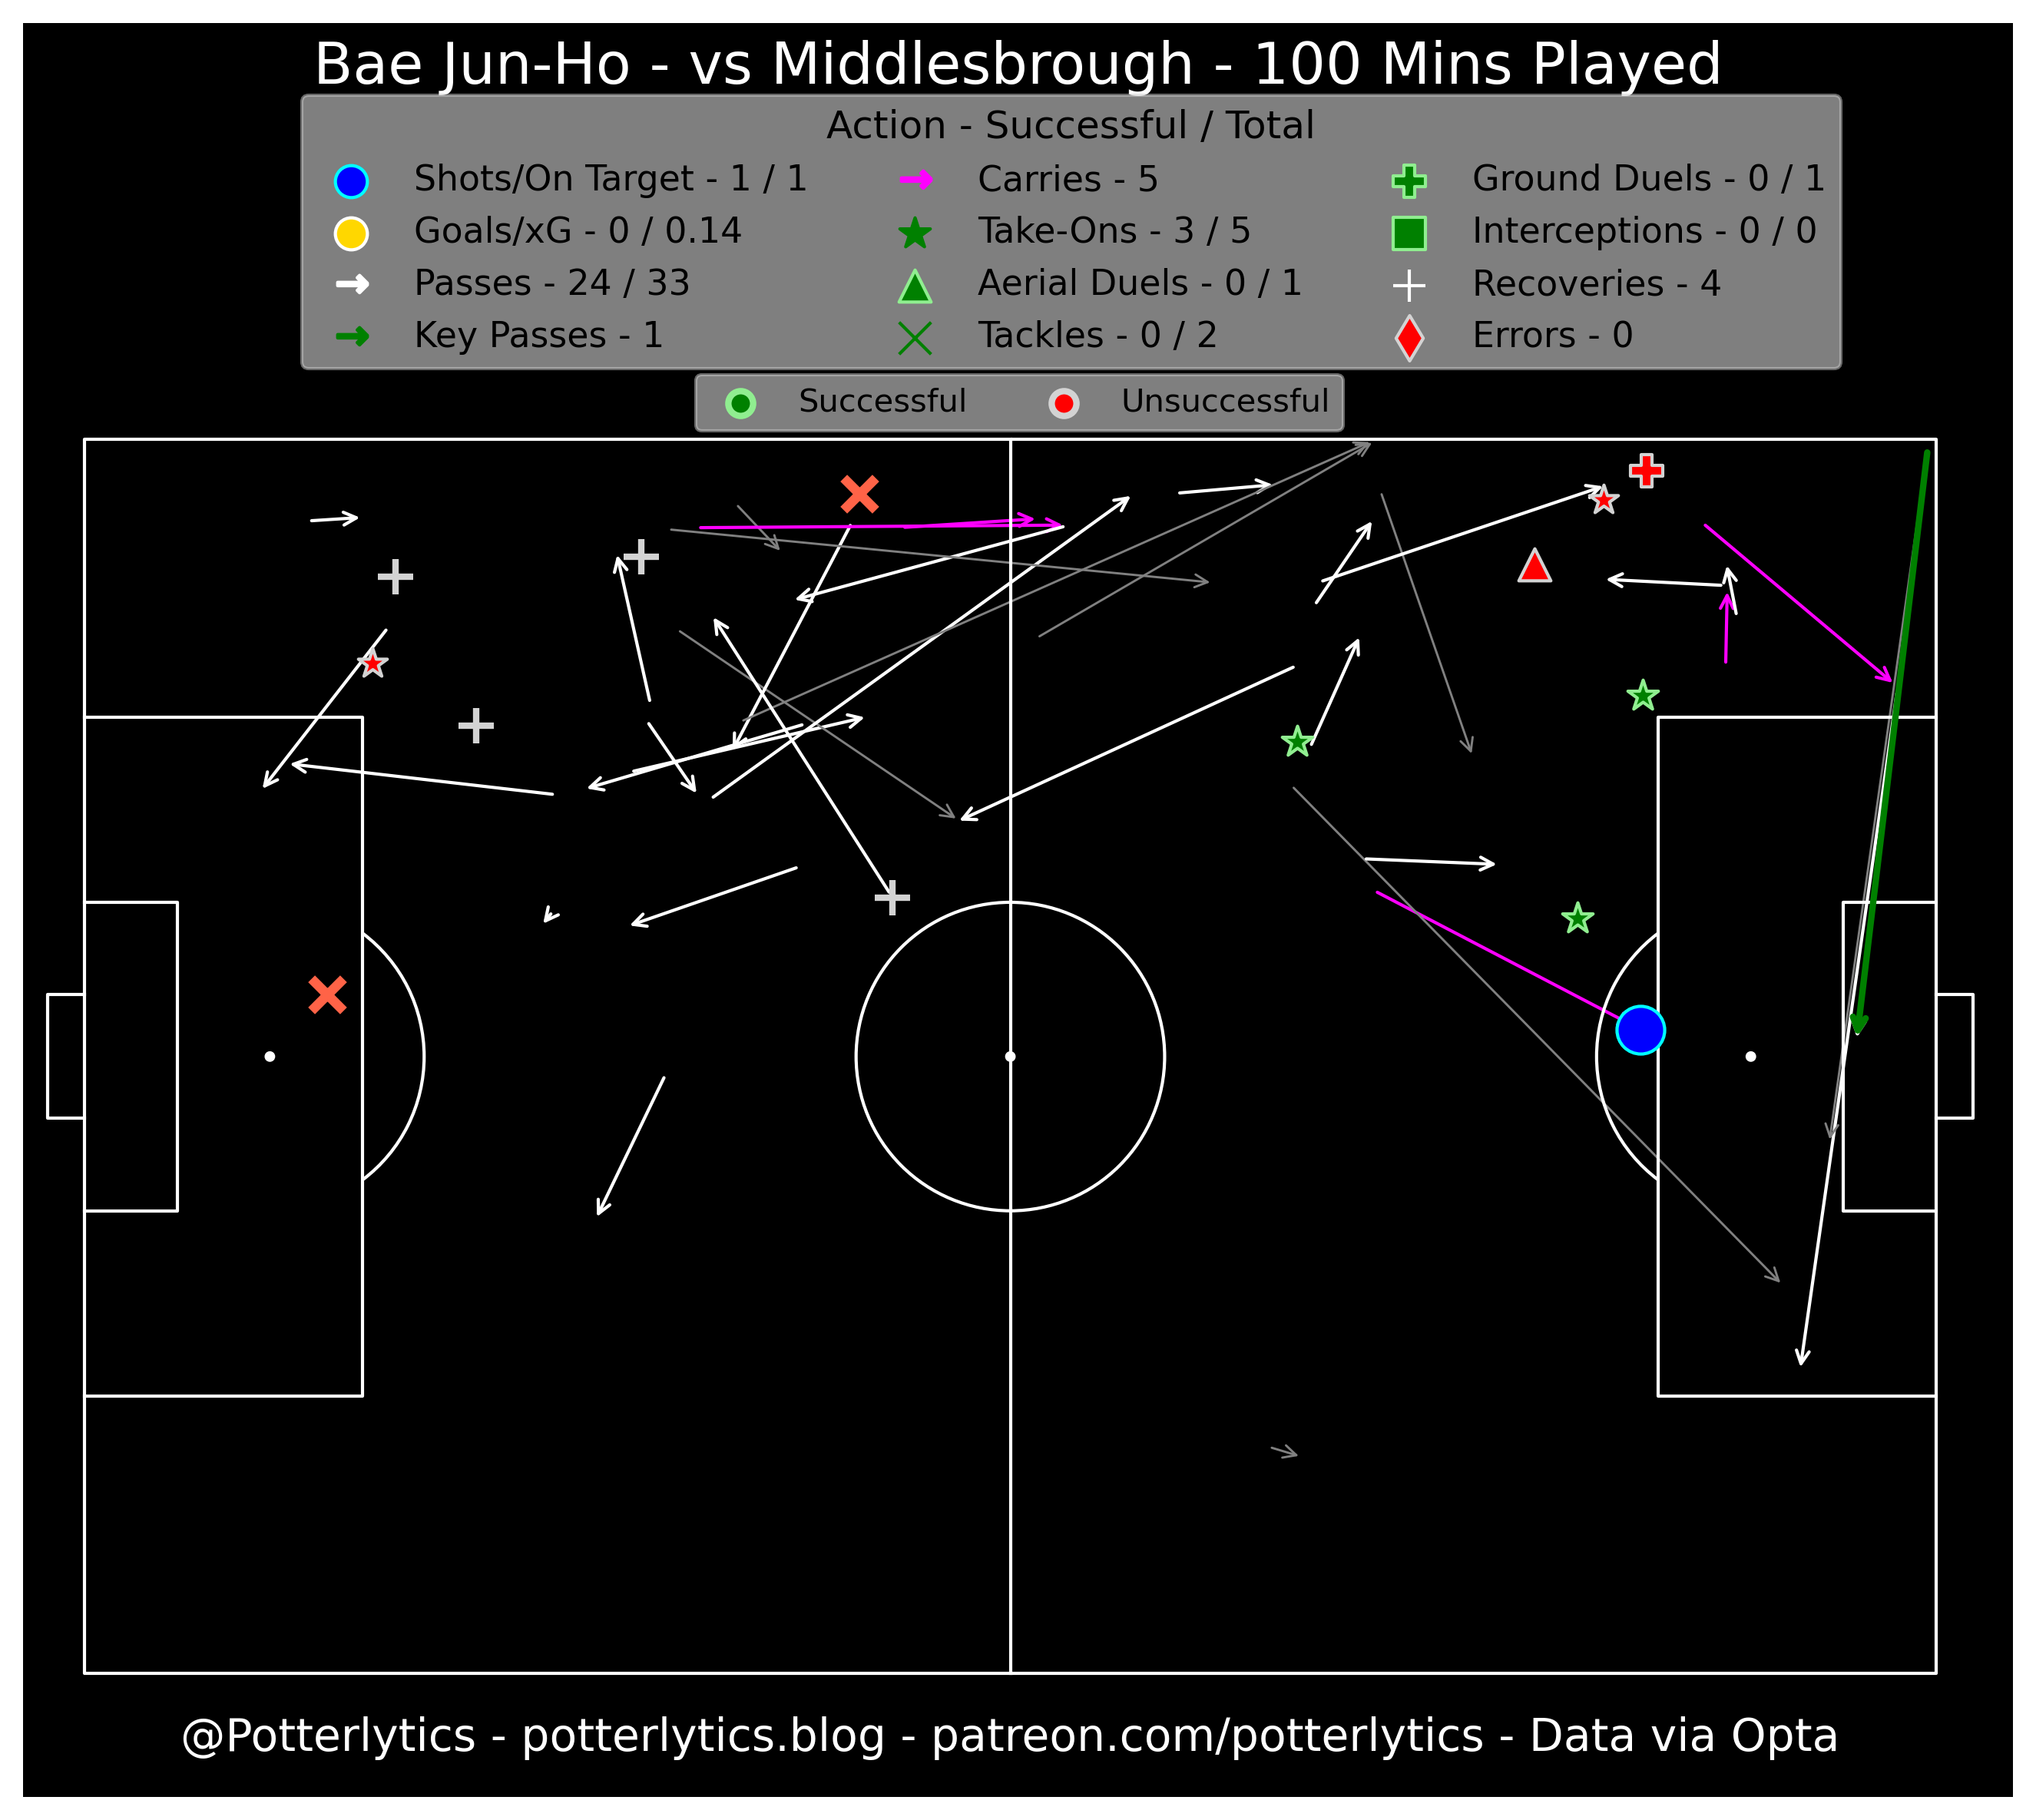 Bae Jun-Ho - vs Middlesbrough - 100 Mins Played
Action - Successful / Total
Shots/On Target - 1 / 1
Goals/xG - 0 / 0.14
Passes - 24 / 33
Key Passes - 1
Carries - 5
Take-Ons - 3 / 5
Aerial Duels - 0 / 1
Tackles - 0 / 2
Ground Duels - 0 / 1
Interceptions - 0 / 0
Recoveries - 4
Errors - 0
Successful
Unsuccessful
@Potterlytics - potterlytics.blog - patreon.com/potterlytics - Data via Opta